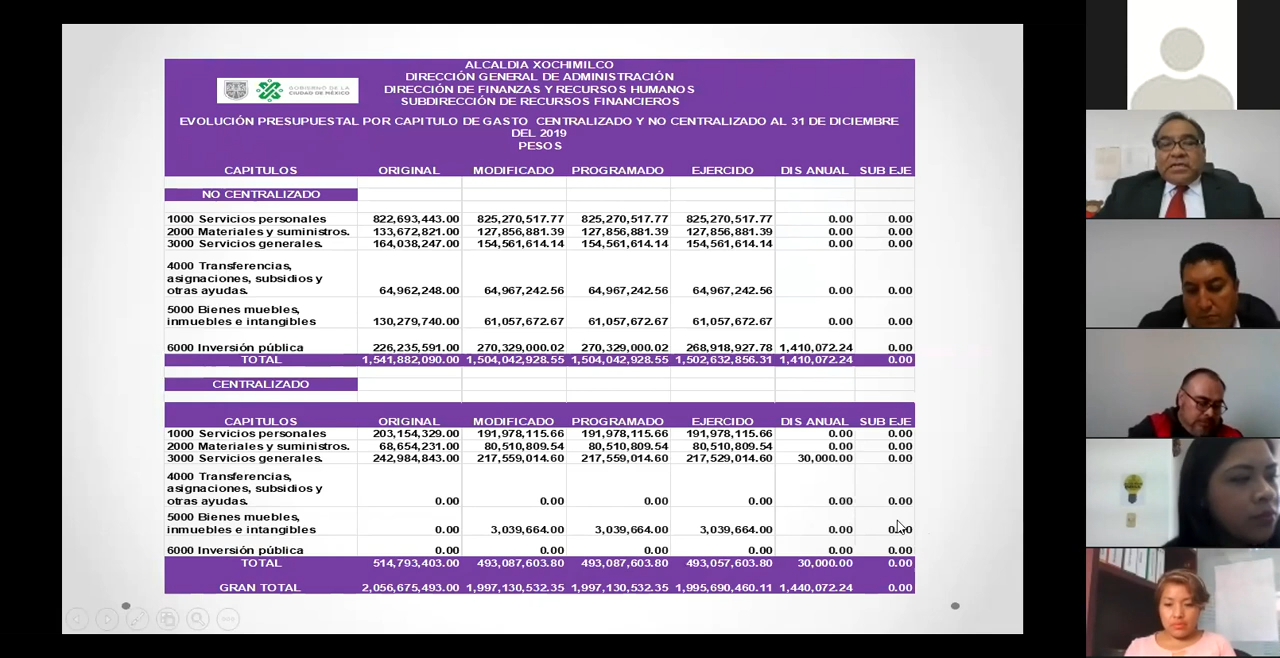 ALCALDIA XOCHIMILCO
DIRECCIÓN GENERAL DE ADMINISTRACIÓN
DIRECCIÓN DE FINANZAS Y RECURSOS HUMANOS
SUBDIRECCIÓN DE RECURSOS FINANCIEROS
GOBIERNO DE LA
CIUDAD DE MÉXICO
EVOLUCIÓN PRESUPUESTAL POR CAPITULO DE GASTO CENTRALIZADO Y NO CENTRALIZADO AL 31 DE DICIEMBRE
DEL 2019
PESOS
CAPITULOS ORIGINAL MODIFICADO PROGRAMADO EJERCIDO DIS ANUAL SUB EJE
NO CENTRALIZADO
1000 Servicios personales 822,693,443.00 825,270,517.77 825,270,517.77 825,270,517.77 0.00 0.00
2000 Materiales y suministros. 133,672,821.00 127,856,881.39 127,856,881.39 127,856,881.39 0.00 0.00
3000 Servicios generales. 164,038,247.00 154,561,614.14 154,561,614.14 154,561,614.14 0.00 0.00
4000 Transferencias,
asignaciones, subsidios y
otras ayudas. 64,962,248.00 64,967,242.56 64,967,242.56 64,967,242.56 0.00 0.00
5000 Bienes muebles,
inmuebles e intangibles 130,279,740.00 61,057,672.67 61,057,672.67 61,057,672.67 0.00 0.00
6000 Inversión pública 226,235,591.00 270,329,000.02 270,329,000.02 268,918,927.78 1,410,072.24 0.00
TOTAL 1,541,882,090.00 1,504,042,928.55 1,504,042,928.55 1,502,632,856.31 1,410,072.24 0.00
CENTRALIZADO
CAPITULOS ORIGINAL MODIFICADO PROGRAMADO EJERCIDO DIS ANUAL SUB EJE
1000 Servicios personales 203,154,329.00 191,978,115.66 191,978,115.66 191,978,115.66 0.00 0.00
2000 Materiales y suministros. 68,654,231.00 80,510,809.54 80,510,809.54 80,510,809.54 0.00 0.00
3000 Servicios generales. 242,984,843.00 217,559,014.60 217,559,014.60 217,529,014.60 30,000.00 0.00
4000 Transferencias,
asignaciones, subsidios y
otras ayudas. 0.00 0.00 0.00 0.00 0.00 0.00
5000 Bienes muebles,
inmuebles e intangibles 0.00 3,039,664.00 3,039,664.00 3,039,664.00 0.00 0.00
6000 Inversión pública 0.00 0.00 0.00 0.00 0.00 0.00
TOTAL 514,793,403.00 493,087,603.80 493,087,603.80 493,057,603.80 30,000.00 0.00
GRAN TOTAL 2,056,675,493.00 1,997,130,532.35 1,997,130,532.35 1,995,690,460.11 1,440,072.24 0.00